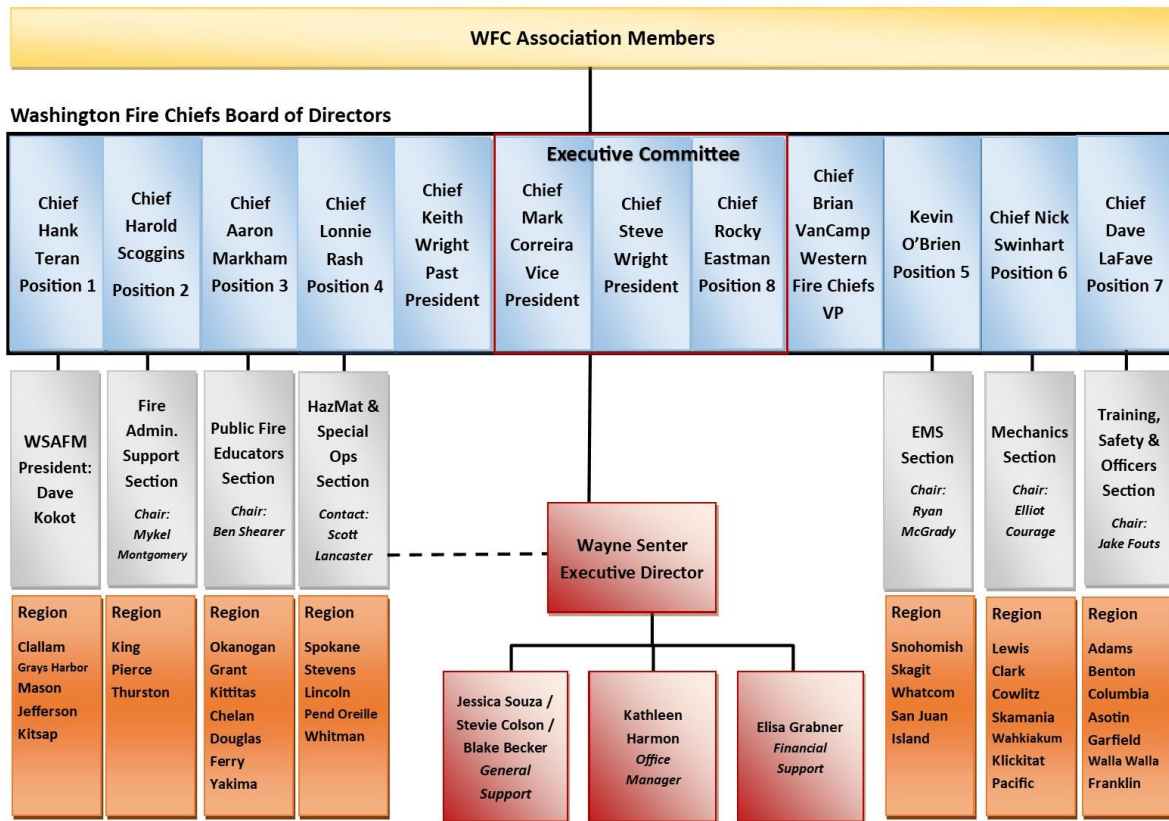 WFC Association Members
Washington Fire Chiefs Board of Directors
Executive Committee
Chief
Hank
Teran
Position 1
Chief
Harold
Scoggins
Position 2
Chief
Aaron
Markham
Position 3
Chief
Lonnie
Rash
Position 4
Chief
Keith
Wright
Past
President
Chief
Mark
Correira
Vice
President
Chief
Steve
Wright
President
Chief
Rocky
Eastman
Position 8
Chief
Brian
VanCamp
Western
Fire Chiefs
VP
Kevin
O’Brien
Position 5
Chief Nick
Swinhart
Position 6
Chief
Dave
LaFave
Position 7
WSAFM
President:
Dave
Kokot
Fire
Admin.
Support
Section
Chair:
Mykel
Montgomery
Public Fire
Educators
Section
Chair:
Ben Shearer
HazMat &
Special
Ops
Section
Contact:
Scott
Lancaster
EMS
Section
Chair:
Ryan
McGrady
Mechanics
Section
Chair:
Elliot
Courage
Training,
Safety &
Officers
Section
Chair:
Jake Fouts
Wayne Senter
Executive Director
Region
Clallam
Grays Harbor
Mason
Jefferson
Kitsap
Region
King
Pierce
Thurston
Region
Okanogan
Grant
Kittitas
Chelan
Douglas
Ferry
Yakima
Region
Spokane
Stevens
Lincoln
Pend Oreille
Whitman
Jessica Souza /
Stevie Colson /
Blake Becker
General
Support
Kathleen
Harmon
Office
Manager
Elisa Grabner
Financial
Support
Region
Snohomish
Skagit
Whatcom
San Juan
Island
Region
Lewis
Clark
Cowlitz
Skamania
Wahkiakum
Klickitat
Pacific
Region
Adams
Benton
Columbia
Asotin
Garfield
Walla Walla
Franklin